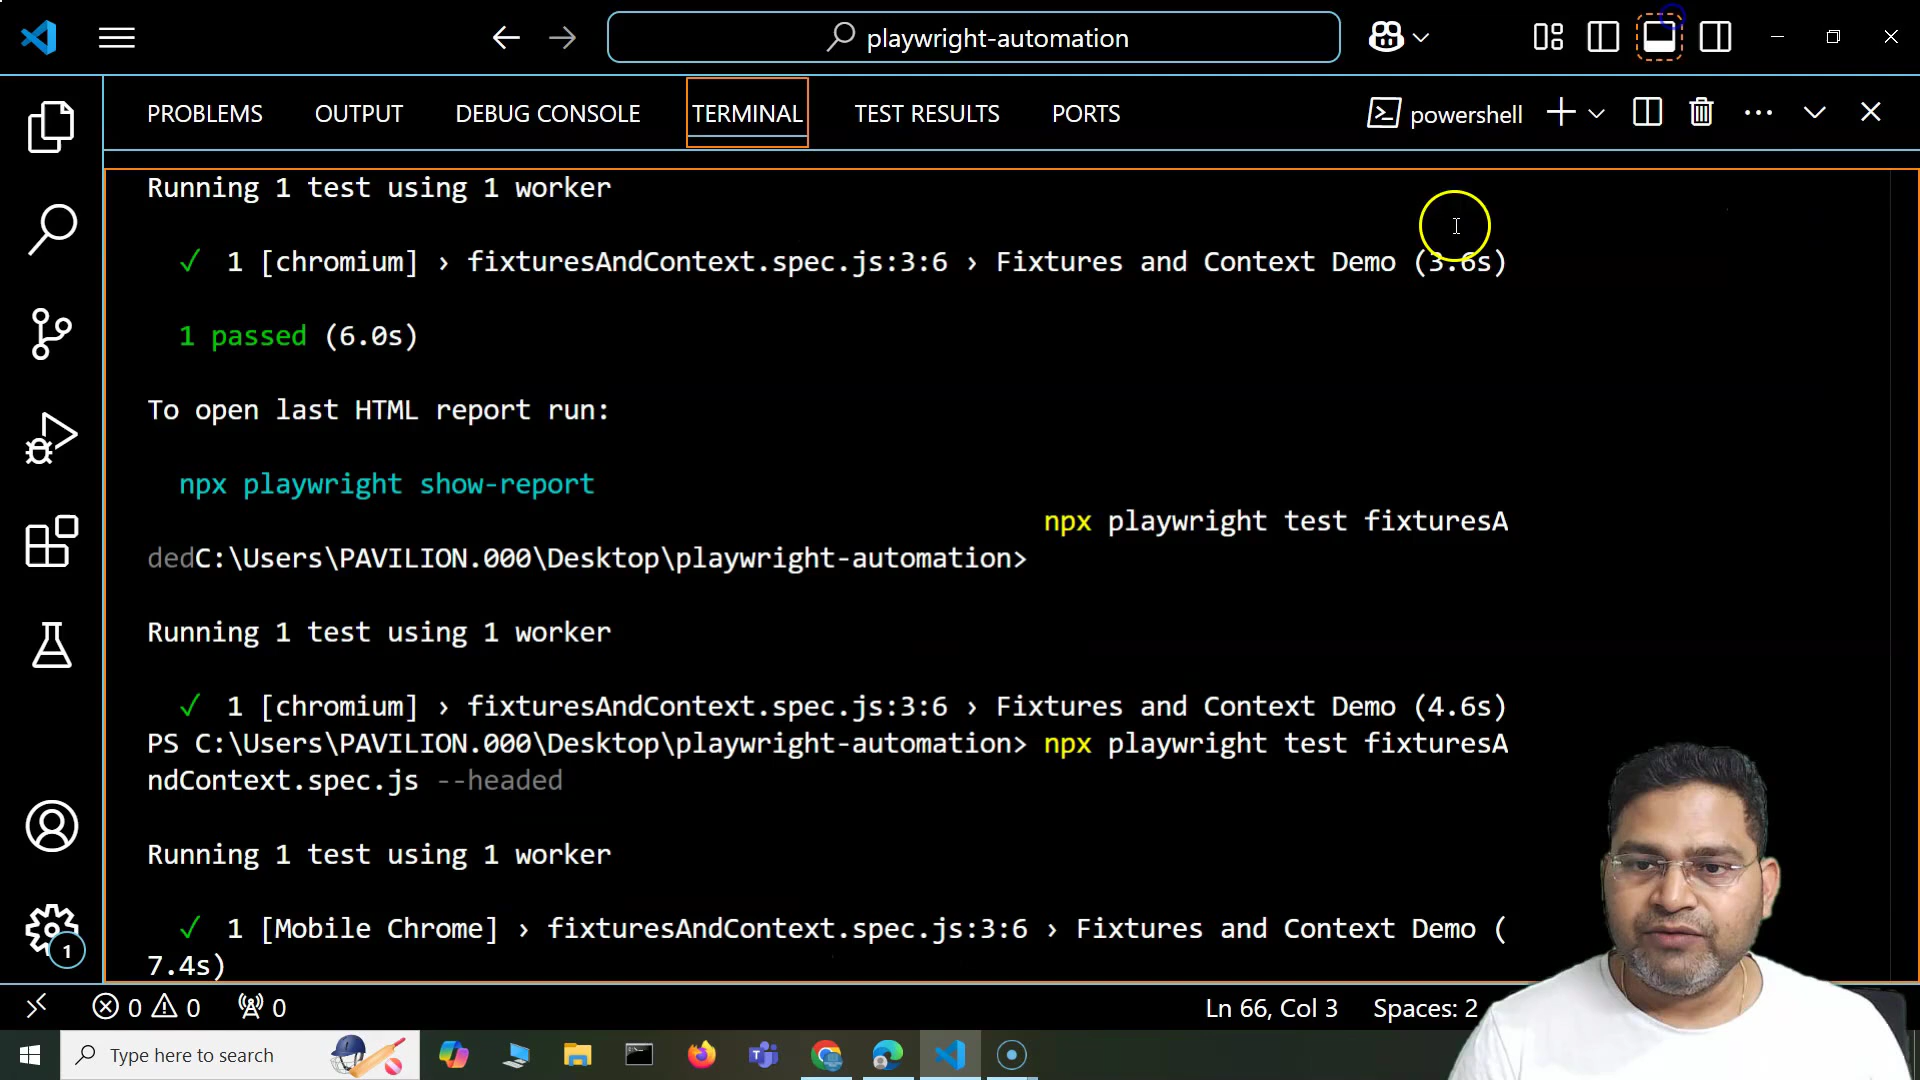 playwright-automation
PROBLEMS OUTPUT DEBUG CONSOLE TERMINAL TEST RESULTS PORTS powershell
Running 1 test using 1 worker
✓ 1 [chromium] › fixturesAndContext.spec.js:3:6 › Fixtures and Context Demo (3.6s)
1 passed (6.0s)
To open last HTML report run:
npx playwright show-report
npx playwright test fixturesA
dedC:\Users\PAVILION.000\Desktop\playwright-automation>
Running 1 test using 1 worker
✓ 1 [chromium] › fixturesAndContext.spec.js:3:6 › Fixtures and Context Demo (4.6s)
PS C:\Users\PAVILION.000\Desktop\playwright-automation> npx playwright test fixturesA
ndContext.spec.js --headed
Running 1 test using 1 worker
✓ 1 [Mobile Chrome] › fixturesAndContext.spec.js:3:6 › Fixtures and Context Demo (
7.4s)
1
0 0 0 Ln 66, Col 3 Spaces: 2
Type here to search